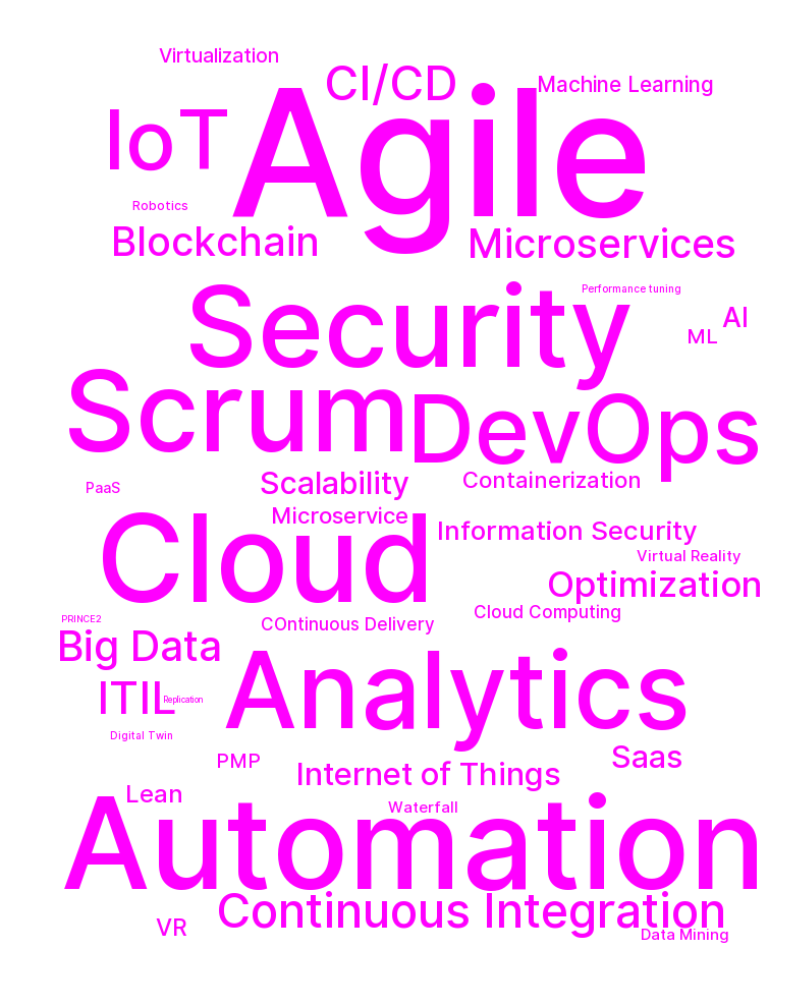 Virtualization
CI/CD
Machine Learning
IoT
Agile
Robotics
Blockchain
Microservices
Security
Performance tuning
AI
ML
Scrum
DevOps
Scalability
Containerization
PaaS
Microservice
Cloud
Information Security
Virtual Reality
Optimization
Cloud Computing
PRINCE2
COntinuous Delivery
Big Data
Analytics
ITIL
Replication
Digital Twin
PMP
Saas
Internet of Things
Lean
Waterfall
Automation
Continuous Integration
VR
Data Mining